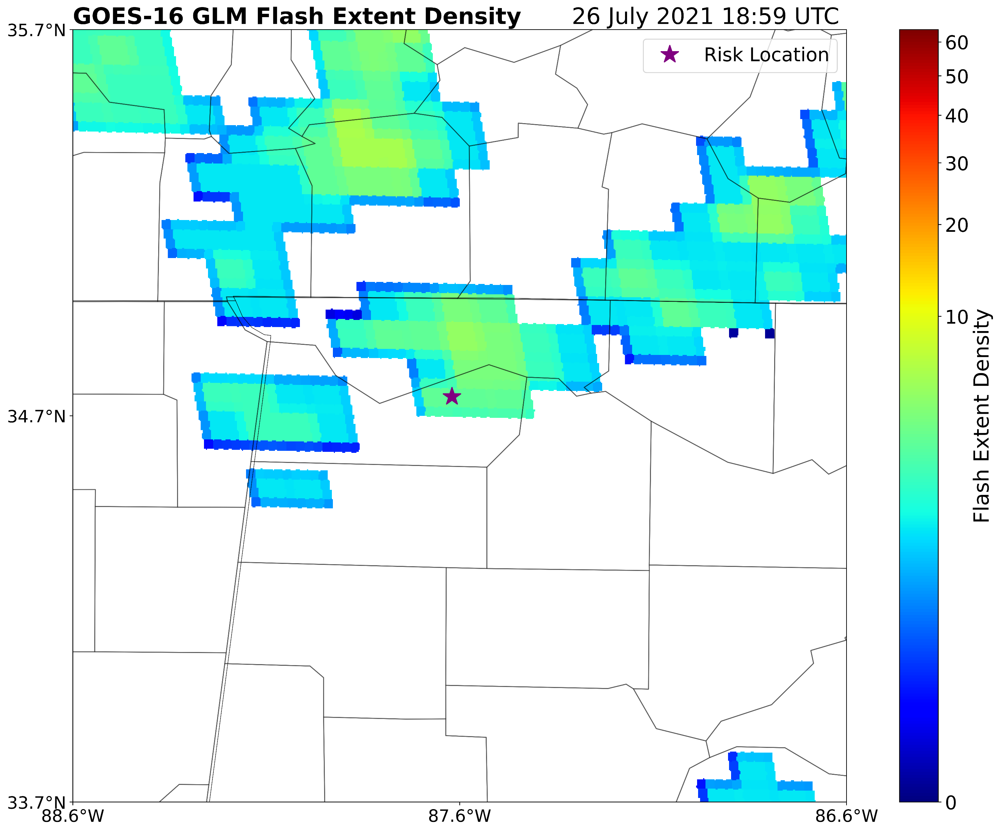 GOES-16 GLM Flash Extent Density 26 July 2021 18:59 UTC
35.7°N
Risk Location
34.7°N
33.7°N
88.6°W 87.6°W 86.6°W
60
50
40
30
20
10
0
Flash Extent Density